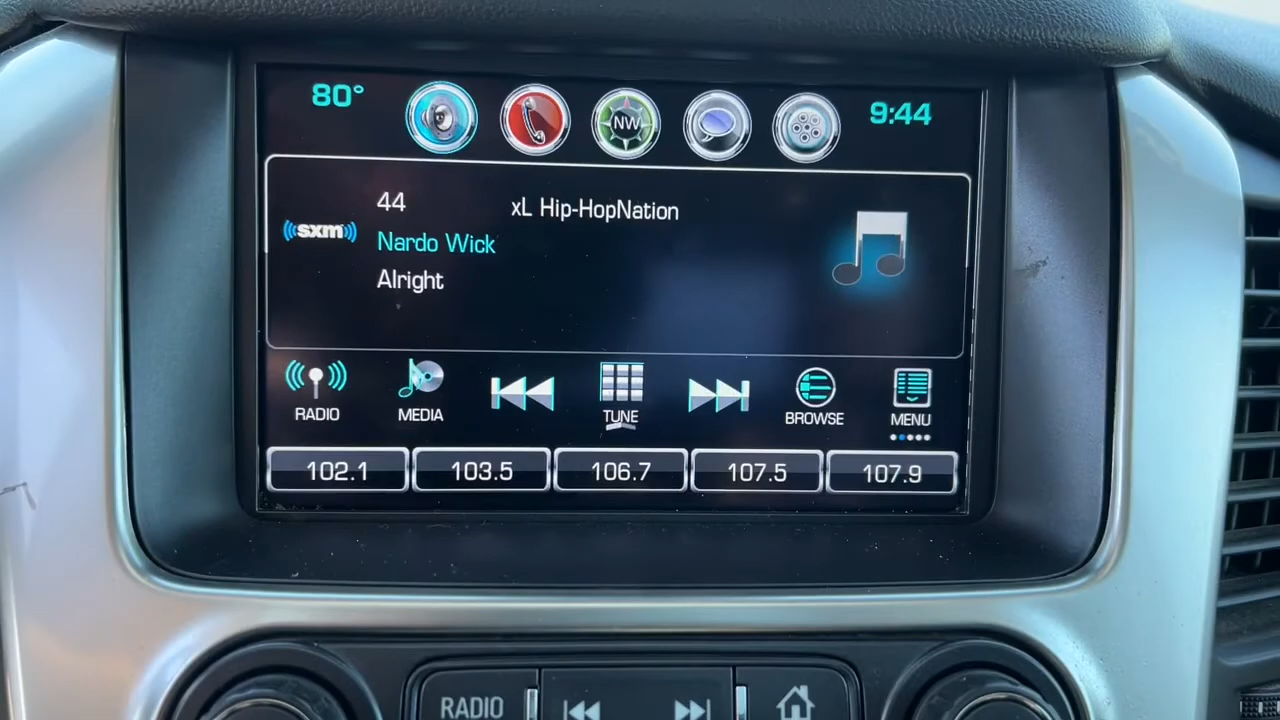 80°
NW
9:44
44
xL Hip-HopNation
sxm
Nardo Wick
Alright
RADIO
MEDIA
TUNE
BROWSE
MENU
102.1
103.5
106.7
107.5
107.9
RADIO